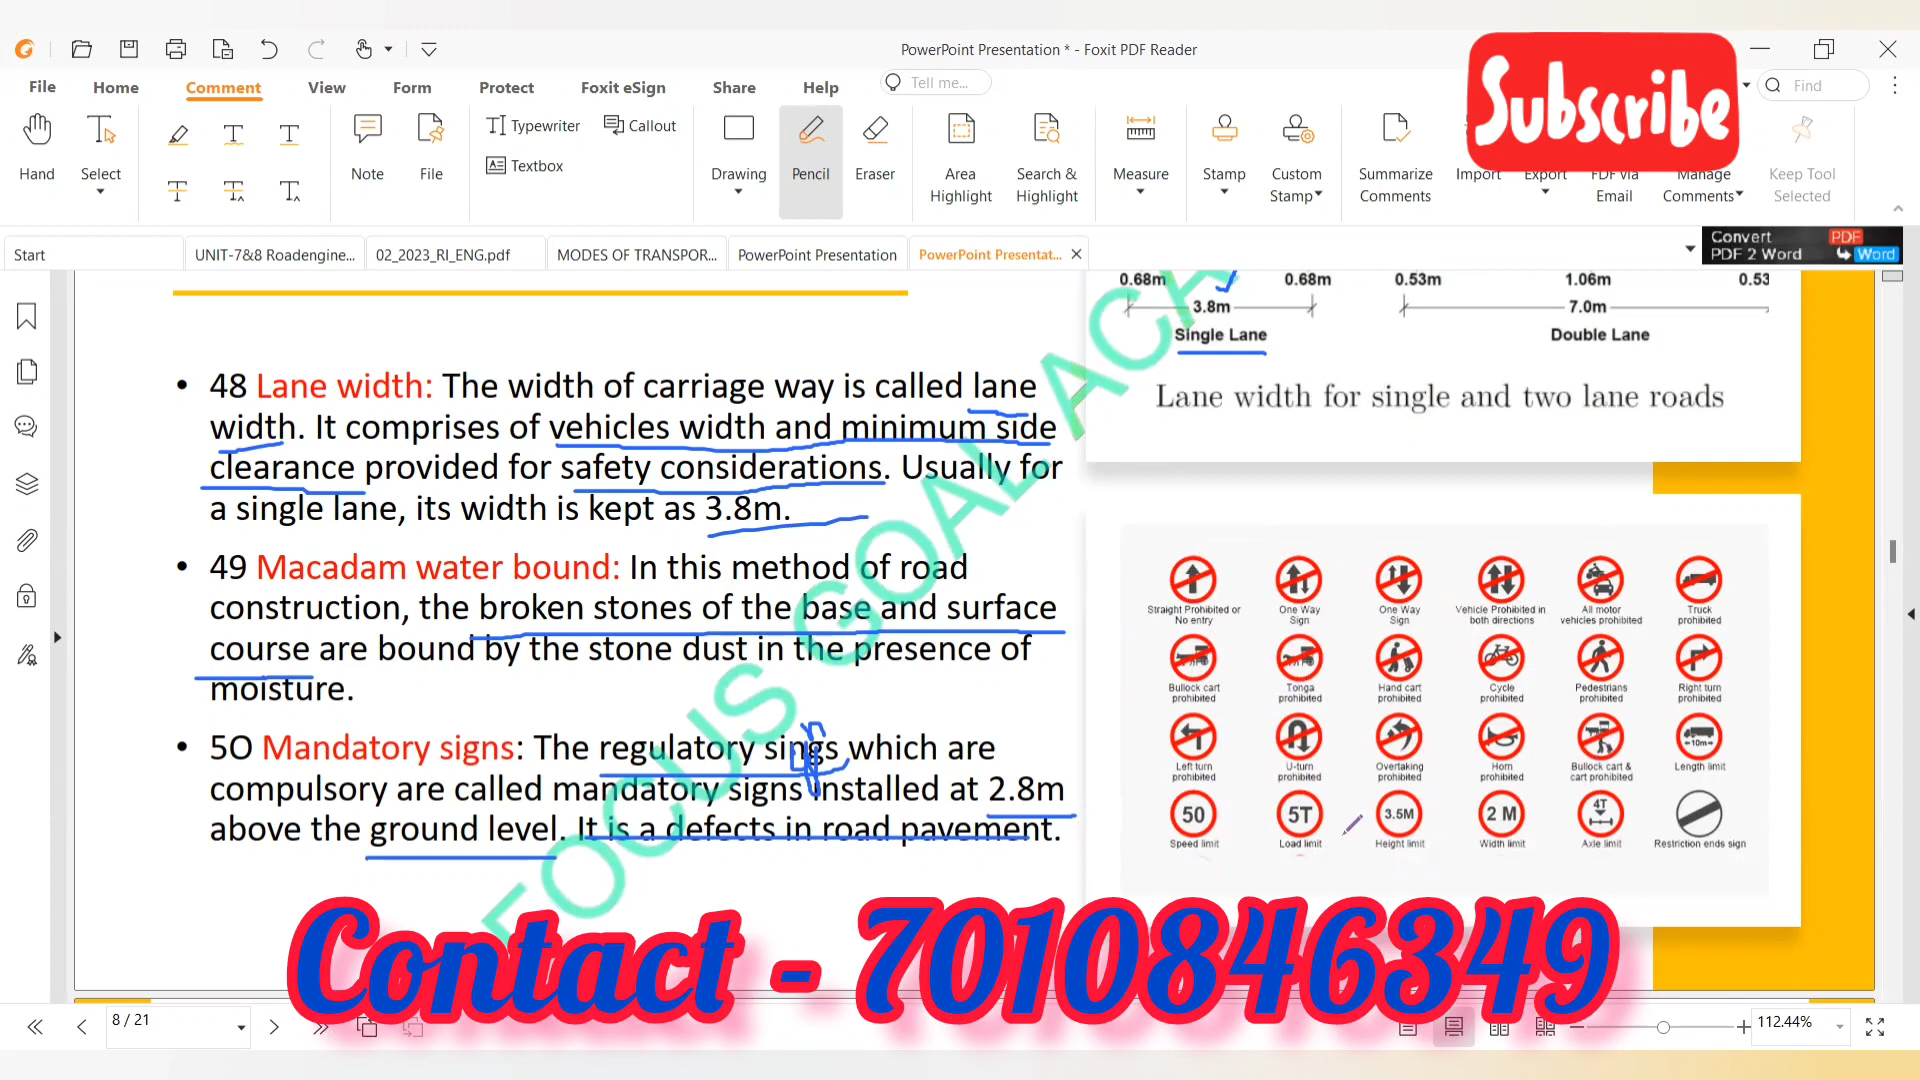 PowerPoint Presentation * - Foxit PDF Reader
File Home Comment View Form Protect Foxit eSign Share Help Tell me... Find
Subscribe
Typewriter Callout
Textbox
Hand Select Note File Drawing Pencil Eraser Area Highlight Search & Highlight Measure Stamp Custom Stamp Summarize Comments Import Export FDF via Email Manage Comments Keep Tool Selected
Start UNIT-7&8 Roadengine... 02_2023_RI_ENG.pdf MODES OF TRANSPOR... PowerPoint Presentation PowerPoint Presentat...
Convert PDF
PDF 2 Word Word
0.68m 0.68m 0.53m 1.06m 0.53
3.8m 7.0m
Single Lane Double Lane
Lane width for single and two lane roads
• 48 Lane width: The width of carriage way is called lane
width. It comprises of vehicles width and minimum side
clearance provided for safety considerations. Usually for
a single lane, its width is kept as 3.8m.
• 49 Macadam water bound: In this method of road
construction, the broken stones of the base and surface
course are bound by the stone dust in the presence of
moisture.
• 5O Mandatory signs: The regulatory sings which are
compulsory are called mandatory signs installed at 2.8m
above the ground level. It is a defects in road pavement.
FOCUS GOAL ACA
Straight Prohibited or No entry
One Way Sign
One Way Sign
Vehicle Prohibited in both directions
All motor vehicles prohibited
Truck prohibited
Bullock cart prohibited
Tonga prohibited
Hand cart prohibited
Cycle prohibited
Pedestrians prohibited
Right turn prohibited
Left turn prohibited
U-turn prohibited
Overtaking prohibited
Horn prohibited
Bullock cart & cart prohibited
10m
Length limit
50 5T 3.5M 2 M 4T
Speed limit Load limit Height limit Width limit Axle limit Restriction ends sign
Contact - 7010846349
8 / 21
112.44%